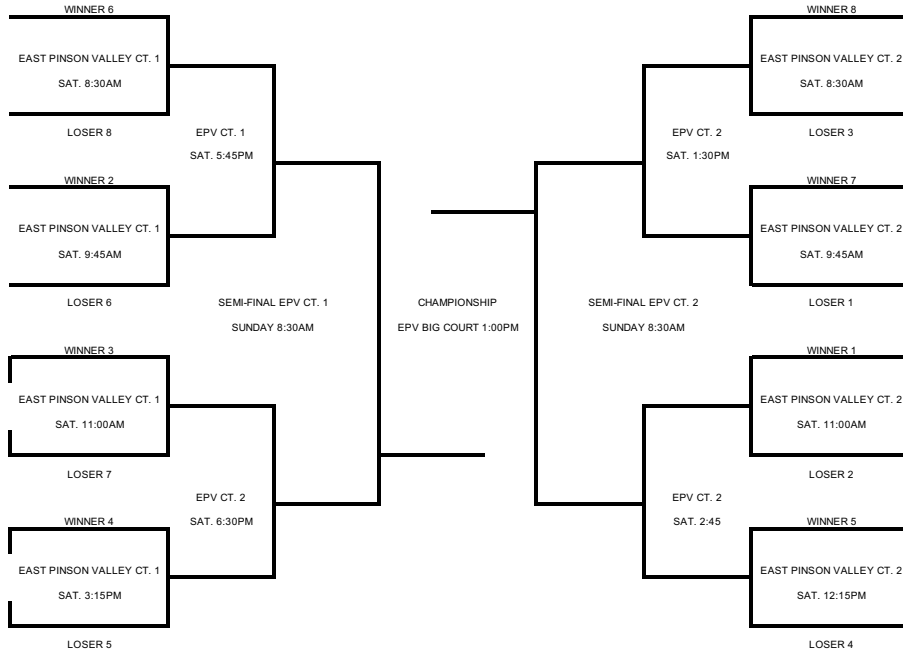 WINNER 6
EAST PINSON VALLEY CT. 1
SAT. 8:30AM
LOSER 8
EPV CT. 1
SAT. 5:45PM
WINNER 2
EAST PINSON VALLEY CT. 1
SAT. 9:45AM
LOSER 6
SEMI-FINAL EPV CT. 1
SUNDAY 8:30AM
WINNER 3
EAST PINSON VALLEY CT. 1
SAT. 11:00AM
LOSER 7
EPV CT. 2
SAT. 6:30PM
WINNER 4
EAST PINSON VALLEY CT. 1
SAT. 3:15PM
LOSER 5
CHAMPIONSHIP
EPV BIG COURT 1:00PM
WINNER 8
EAST PINSON VALLEY CT. 2
SAT. 8:30AM
LOSER 3
EPV CT. 2
SAT. 1:30PM
WINNER 7
EAST PINSON VALLEY CT. 2
SAT. 9:45AM
LOSER 1
SEMI-FINAL EPV CT. 2
SUNDAY 8:30AM
WINNER 1
EAST PINSON VALLEY CT. 2
SAT. 11:00AM
LOSER 2
EPV CT. 2
SAT. 2:45
WINNER 5
EAST PINSON VALLEY CT. 2
SAT. 12:15PM
LOSER 4